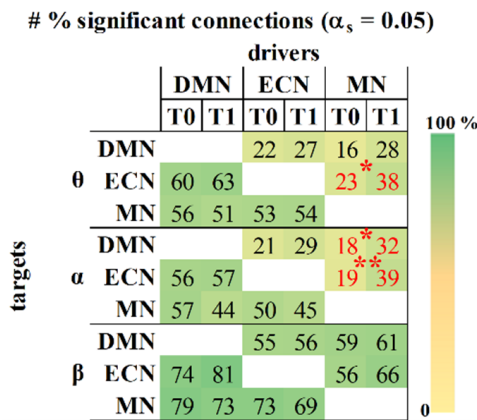 # % significant connections (αs = 0.05)
drivers
DMN ECN MN
T0 T1 T0 T1 T0 T1
100 %
DMN 22 27 16 28
θ ECN 60 63 23 * 38
MN 56 51 53 54
DMN 21 29 18 * 32
targets
α ECN 56 57 19 ** 39
MN 57 44 50 45
DMN 55 56 59 61
β ECN 74 81 56 66
MN 79 73 73 69
0